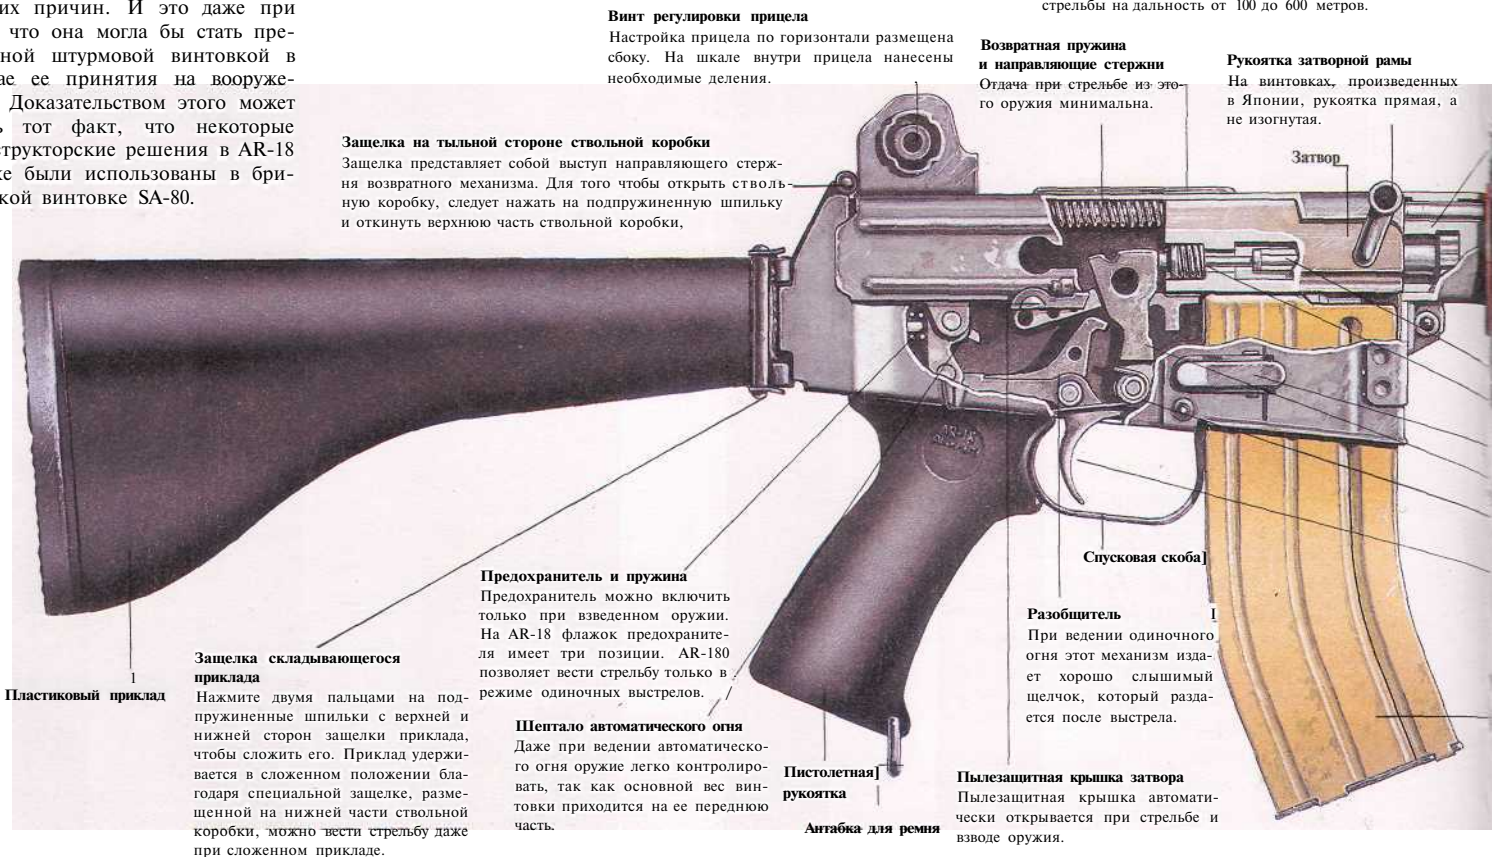 их причин. И это даже при
что она могла бы стать пре-
ной штурмовой винтовкой в
ае ее принятия на вооруже-
Доказательством этого может
ь тот факт, что некоторые
структорские решения в AR-18
же были использованы в бри-
кой винтовке SA-80.
Винт регулировки прицела
Настройка прицела по горизонтали размещена
сбоку. На шкале внутри прицела нанесены
необходимые деления.
стрельбы на дальность от 100 до 600 метров.
Возвратная пружина
и направляющие стержни
Отдача при стрельбе из это-
го оружия минимальна.
Рукоятка затворной рамы
На винтовках, произведенных
в Японии, рукоятка прямая, а
не изогнутая.
Затвор
Защелка на тыльной стороне ствольной коробки
Защелка представляет собой выступ направляющего стерж-
ня возвратного механизма. Для того чтобы открыть стволь-
ную коробку, следует нажать на подпружиненную шпильку
и откинуть верхнюю часть ствольной коробки,
AR-18
Пластиковый приклад
Защелка складывающегося
приклада
Нажмите двумя пальцами на под-
пружиненные шпильки с верхней и
нижней сторон защелки приклада,
чтобы сложить его. Приклад удержи-
вается в сложенном положении бла-
годаря специальной защелке, разме-
щенной на нижней части ствольной
коробки, можно вести стрельбу даже
при сложенном прикладе.
Предохранитель и пружина
Предохранитель можно включить
только при взведенном оружии.
На AR-18 флажок предохраните-
ля имеет три позиции. AR-180
позволяет вести стрельбу только в
режиме одиночных выстрелов.
Шептало автоматического огня
Даже при ведении автоматическо-
го огня оружие легко контролиро-
вать, так как основной вес вин-
товки приходится на ее переднюю
часть.
Пистолетная]
рукоятка
Антабка для ремня
Спусковая скоба]
Разобщитель
При ведении одиночного
огня этот механизм изда-
ет хорошо слышимый
щелчок, который разда-
ется после выстрела.
Пылезащитная крышка затвора
Пылезащитная крышка автомати-
чески открывается при стрельбе и
взводе оружия.